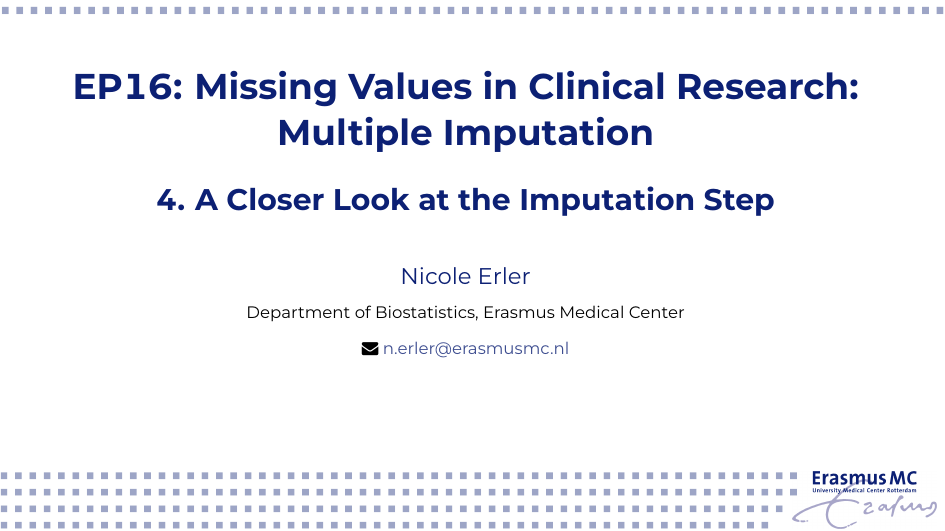 EP16: Missing Values in Clinical Research:
Multiple Imputation
4. A Closer Look at the Imputation Step
Nicole Erler
Department of Biostatistics, Erasmus Medical Center
n.erler@erasmusmc.nl
Erasmus MC
University Medical Center Rotterdam
Erasmus